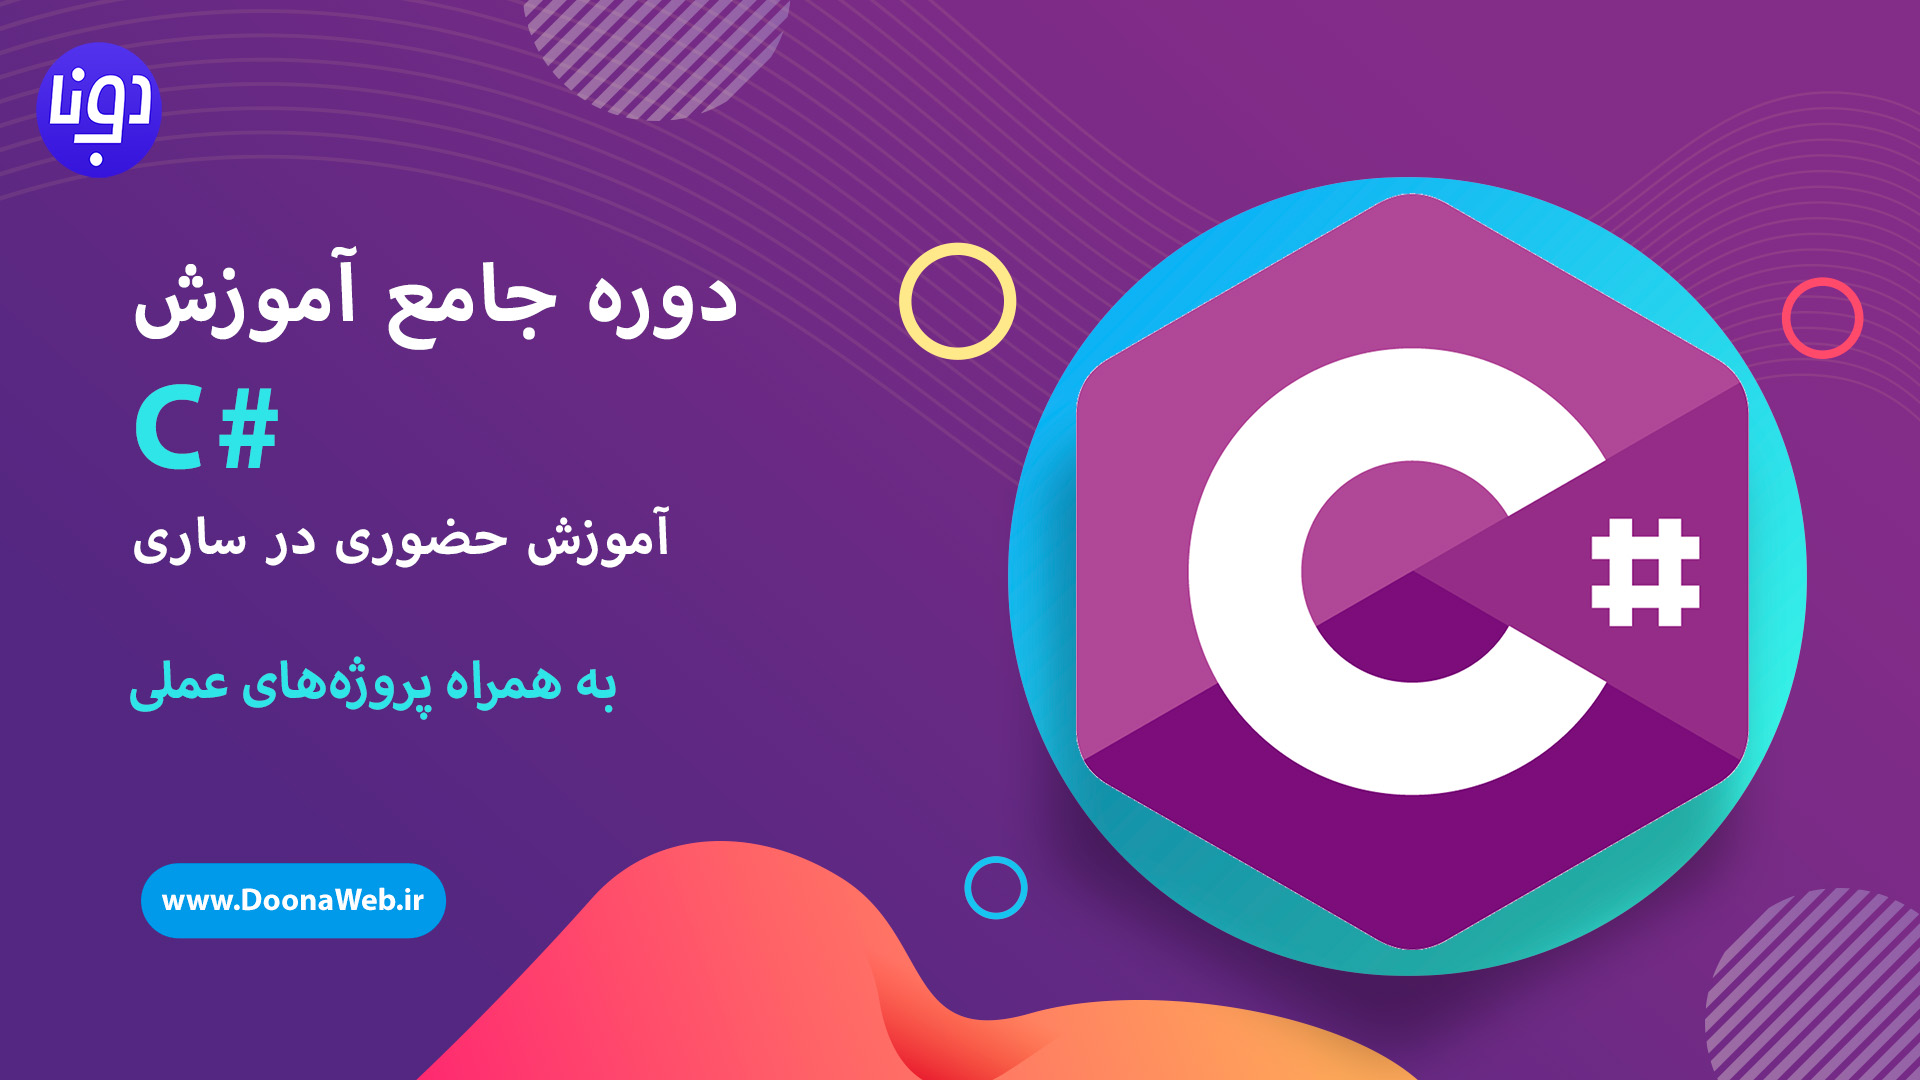 دونا
دوره جامع آموزش
C#
آموزش حضوری در ساری
به همراه پروژه‌های عملی
www.DoonaWeb.ir
C#